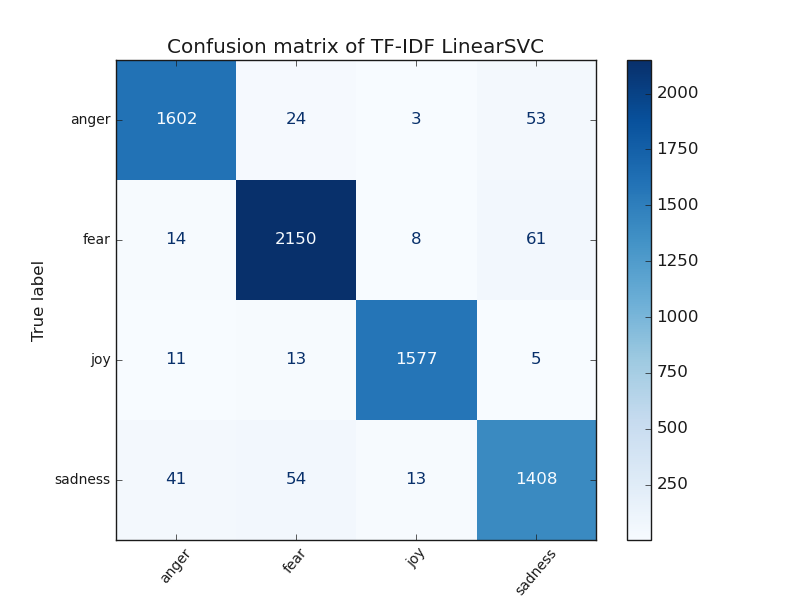 Confusion matrix of TF-IDF LinearSVC
True label
anger 1602 24 3 53
fear 14 2150 8 61
joy 11 13 1577 5
sadness 41 54 13 1408
anger fear joy sadness
2000
1750
1500
1250
1000
750
500
250